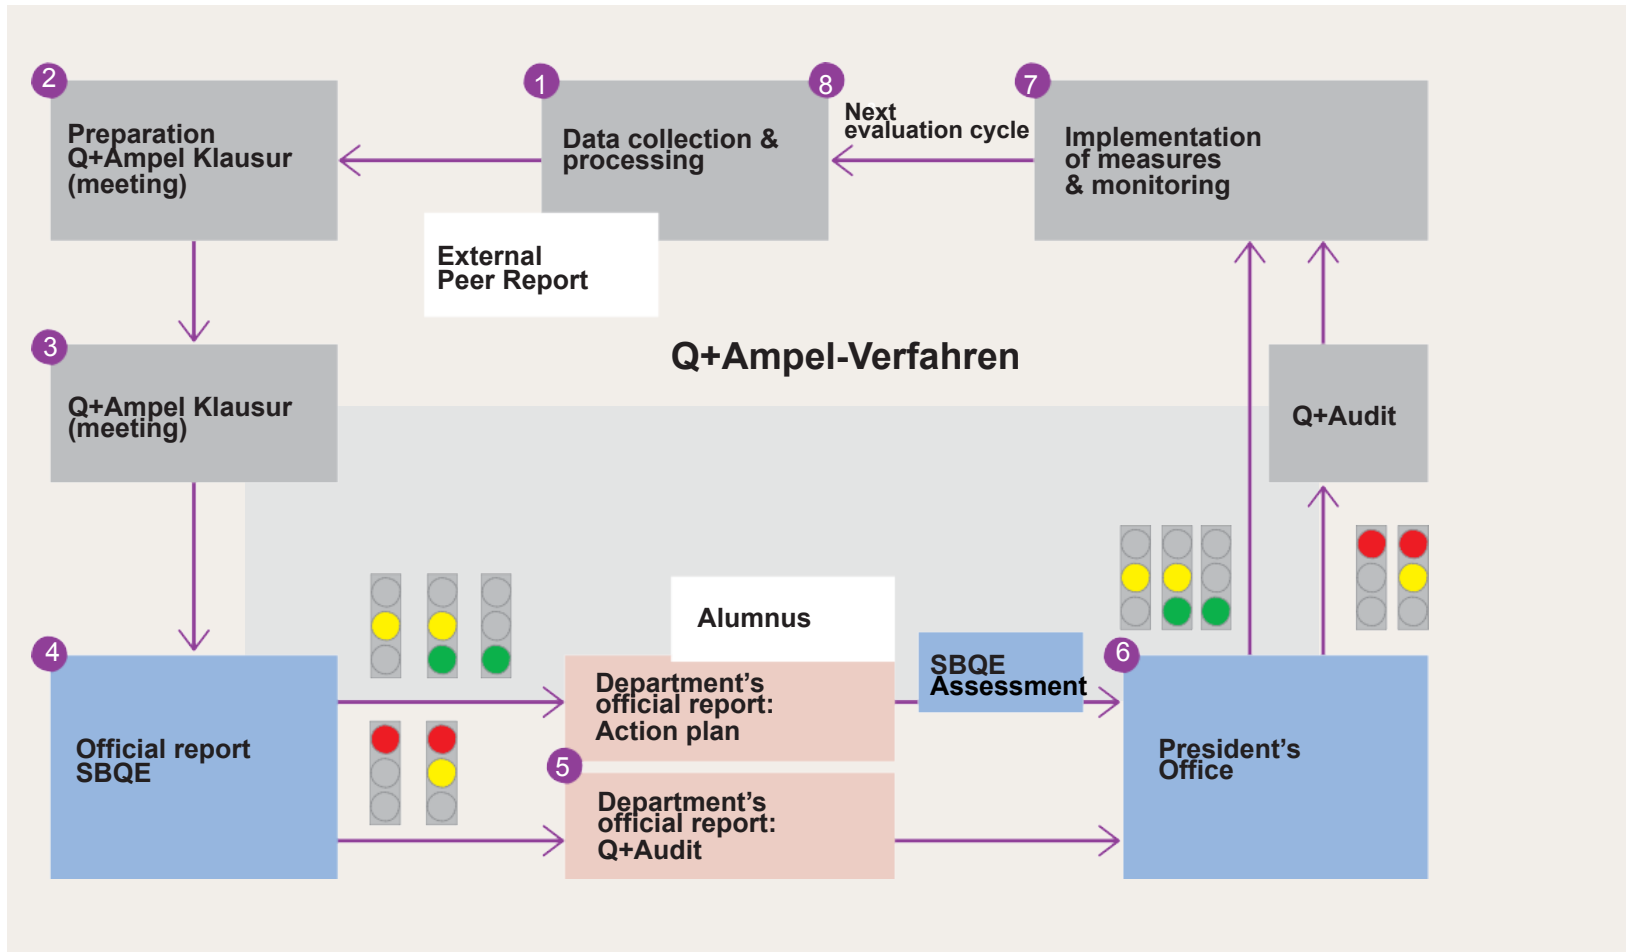 2
Preparation
Q+Ampel Klausur
(meeting)
1
Data collection &
processing
8
Next
evaluation cycle
7
Implementation
of measures
& monitoring
External
Peer Report
Q+Ampel-Verfahren
3
Q+Ampel Klausur
(meeting)
Q+Audit
4
Official report
SBQE
Alumnus
Department’s
official report:
Action plan
SBQE
Assessment
5
Department’s
official report:
Q+Audit
6
President’s
Office